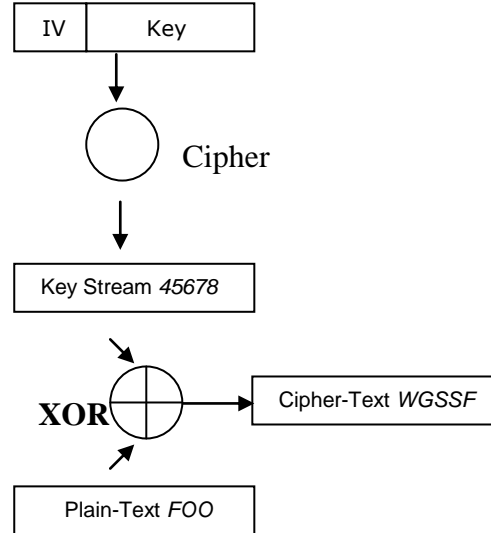 IV Key
Cipher
Key Stream 45678
XOR
Cipher-Text WGSSF
Plain-Text FOO